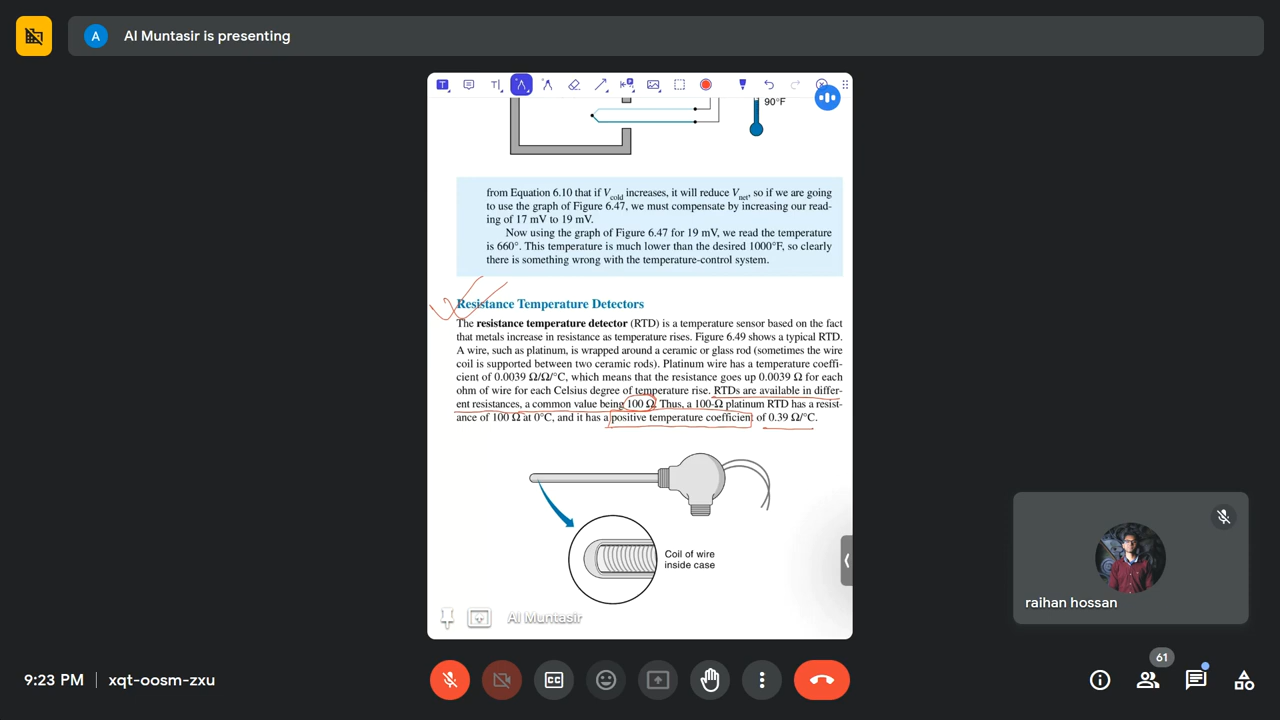 A
Al Muntasir is presenting
T
90°F
from Equation 6.10 that if Vcold increases, it will reduce Vnet, so if we are going
to use the graph of Figure 6.47, we must compensate by increasing our read-
ing of 17 mV to 19 mV.
Now using the graph of Figure 6.47 for 19 mV, we read the temperature
is 660°. This temperature is much lower than the desired 1000°F, so clearly
there is something wrong with the temperature-control system.
Resistance Temperature Detectors
The resistance temperature detector (RTD) is a temperature sensor based on the fact
that metals increase in resistance as temperature rises. Figure 6.49 shows a typical RTD.
A wire, such as platinum, is wrapped around a ceramic or glass rod (sometimes the wire
coil is supported between two ceramic rods). Platinum wire has a temperature coeffi-
cient of 0.0039 Ω/Ω/°C, which means that the resistance goes up 0.0039 Ω for each
ohm of wire for each Celsius degree of temperature rise. RTDs are available in differ-
ent resistances, a common value being 100 Ω. Thus, a 100-Ω platinum RTD has a resist-
ance of 100 Ω at 0°C, and it has a positive temperature coefficient of 0.39 Ω/°C.
Coil of wire
inside case
Al Muntasir
raihan hossan
9:23 PM | xqt-oosm-zxu
CC
61